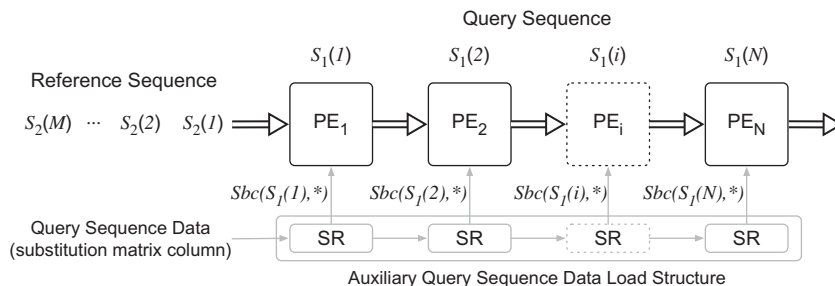 Query Sequence
S1(1) S1(2) S1(i) S1(N)
Reference Sequence
S2(M) ··· S2(2) S2(1) PE1 PE2 PEi PEN
Sbc(S1(1),*) Sbc(S1(2),*) Sbc(S1(i),*) Sbc(S1(N),*)
Query Sequence Data
(substitution matrix column) SR SR SR SR
Auxiliary Query Sequence Data Load Structure